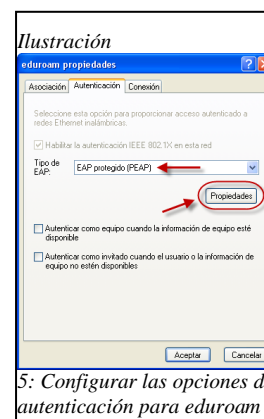 Ilustración
eduroam propiedades
Asociación Autenticación Conexión
Seleccione esta opción para proporcionar acceso autenticado a
redes Ethernet inalámbricas.
Habilitar la autenticación IEEE 802.1X en esta red
Tipo de
EAP:
EAP protegido (PEAP)
Propiedades
Autenticar como equipo cuando la información de equipo esté
disponible
Autenticar como invitado cuando el usuario o la información de
equipo no estén disponibles
Aceptar Cancelar
5: Configurar las opciones d
autenticación para eduroam